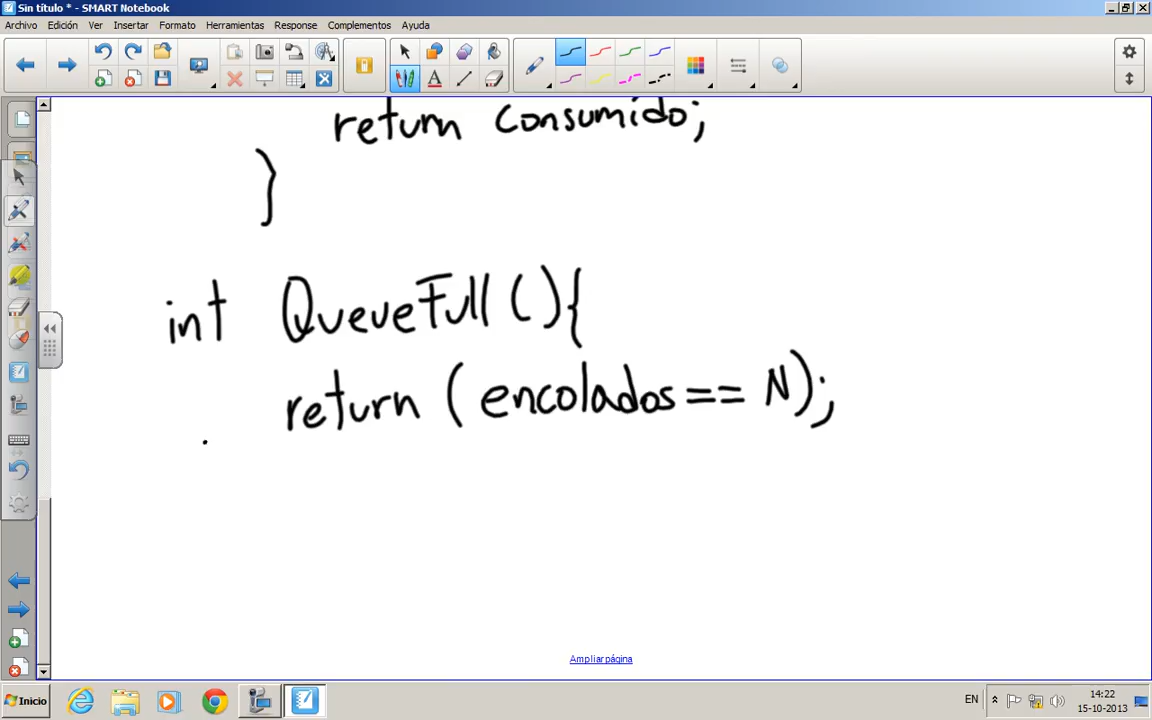 Sin título * - SMART Notebook
Archivo Edición Ver Insertar Formato Herramientas Response Complementos Ayuda
return consumido;
}
int QueueFull (){
return (encolados == N);
Ampliar página
Inicio
EN
14:22
15-10-2013